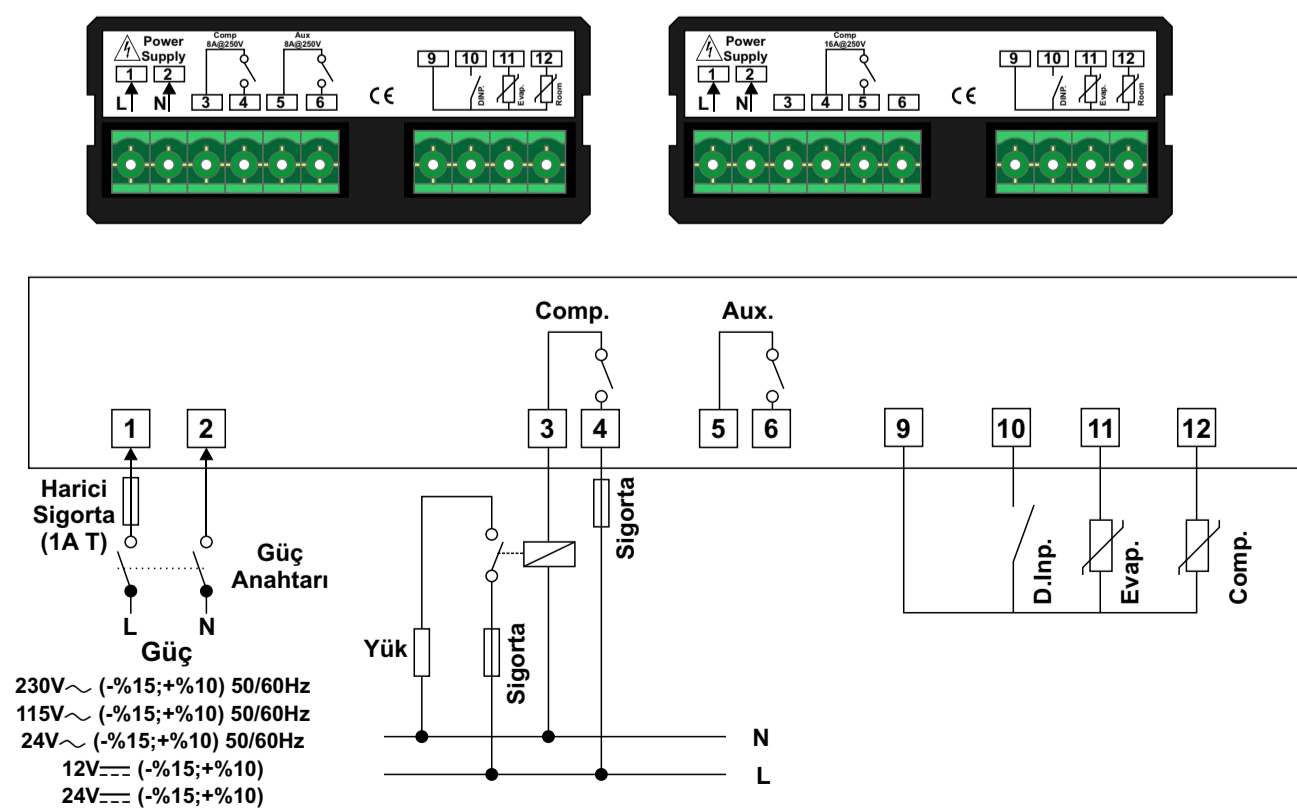 Power
Supply
1
2
L
N
Comp
8A@250V
Aux
8A@250V
3
4
5
6
CE
9
10
11
12
DINP.
Evap.
Room
Power
Supply
1
2
L
N
Comp
16A@250V
3
4
5
6
CE
9
10
11
12
DINP.
Evap.
Room
Comp.
Aux.
1
2
3
4
5
6
9
10
11
12
Harici
Sigorta
(1A T)
Güç
Anahtarı
L
N
Güç
230V～ (-%15;+%10) 50/60Hz
115V～ (-%15;+%10) 50/60Hz
24V～ (-%15;+%10) 50/60Hz
12V⎓ (-%15;+%10)
24V⎓ (-%15;+%10)
Yük
Sigorta
Sigorta
N
L
D.Inp.
Evap.
Comp.